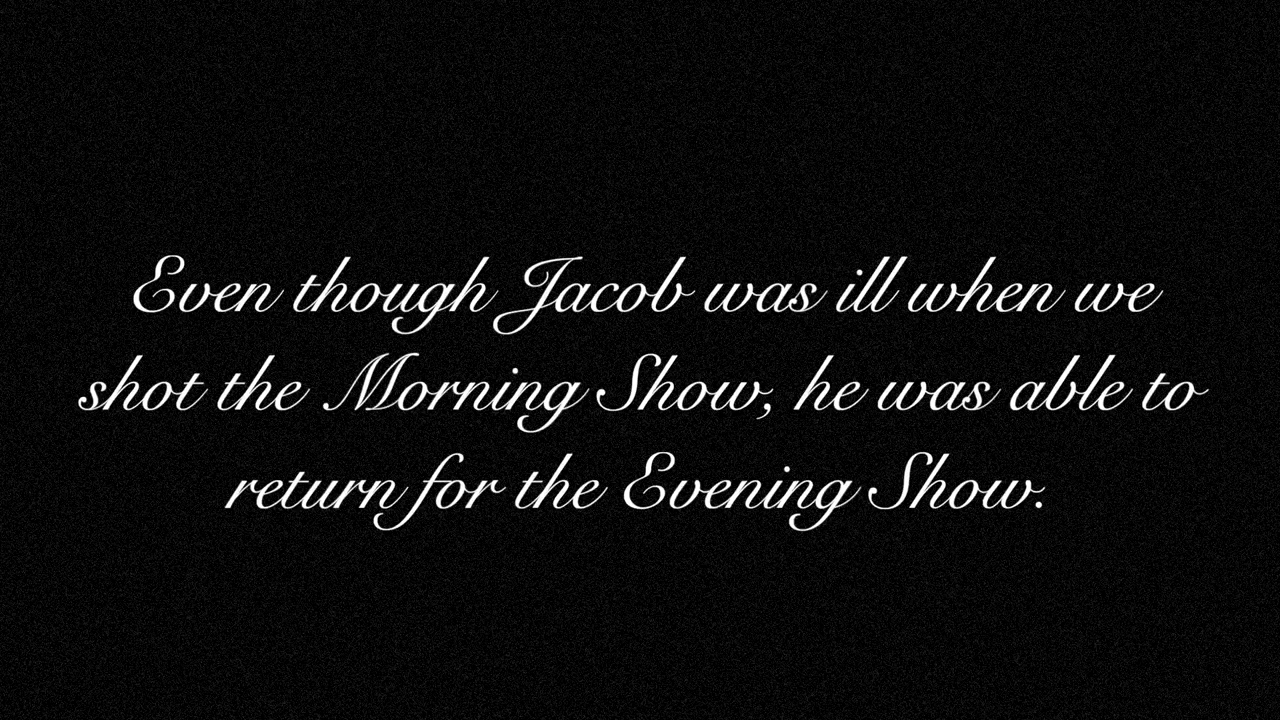 Even though Jacob was ill when we
shot the Morning Show, he was able to
return for the Evening Show.